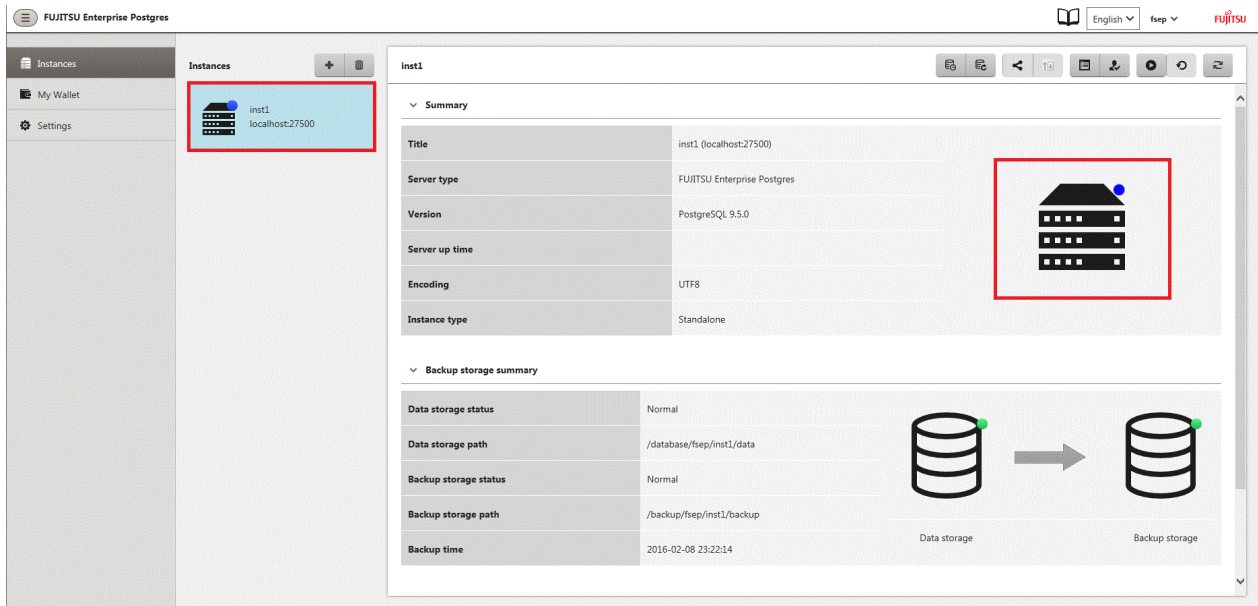 FUJITSU Enterprise Postgres
English
fsep
FUJITSU
Instances
My Wallet
Settings
Instances
inst1
localhost:27500
inst1
Summary
Title inst1 (localhost:27500)
Server type FUJITSU Enterprise Postgres
Version PostgreSQL 9.5.0
Server up time
Encoding UTF8
Instance type Standalone
Backup storage summary
Data storage status Normal
Data storage path /database/fsep/inst1/data
Backup storage status Normal
Backup storage path /backup/fsep/inst1/backup
Backup time 2016-02-08 23:22:14
Data storage
Backup storage